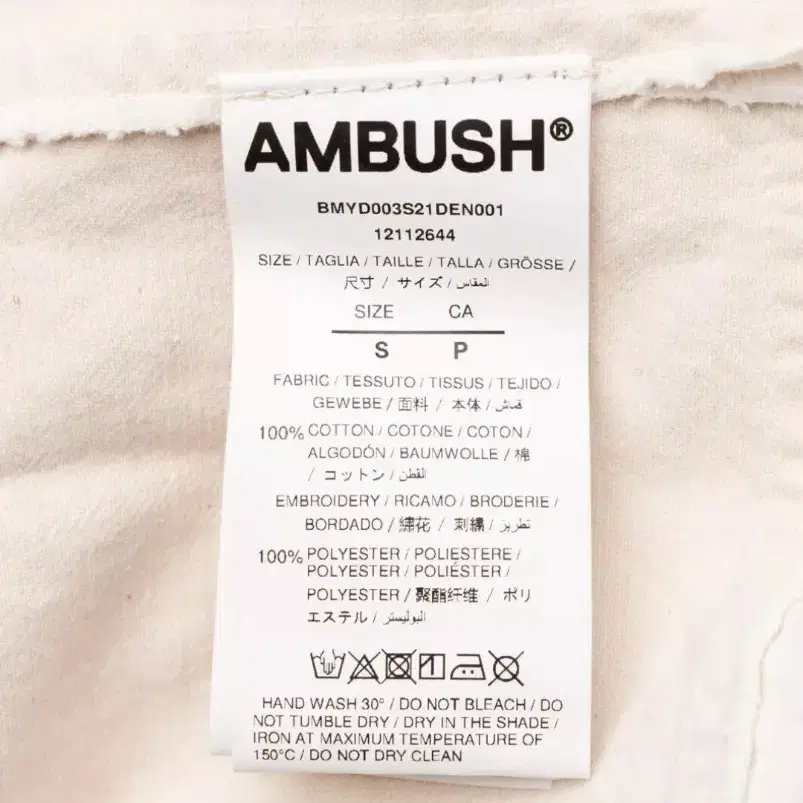 AMBUSH®
BMYD003S21DEN001
12112644
SIZE / TAGLIA / TAILLE / TALLA / GRÖSSE /
尺寸 / サイズ / المقاس
SIZE CA
S P
FABRIC / TESSUTO / TISSUS / TEJIDO /
GEWEBE / 面料 / 本体 / قماش
100% COTTON / COTONE / COTON /
ALGODÓN / BAUMWOLLE / 棉
/ コットン / القطن
EMBROIDERY / RICAMO / BRODERIE /
BORDADO / 繡花 / 刺繍 / تطريز
100% POLYESTER / POLIESTERE /
POLYESTER / POLIÉSTER /
POLYESTER / 聚酯纤维 / ポリ
エステル / البوليستر
HAND WASH 30° / DO NOT BLEACH / DO
NOT TUMBLE DRY / DRY IN THE SHADE /
IRON AT MAXIMUM TEMPERATURE OF
150°C / DO NOT DRY CLEAN